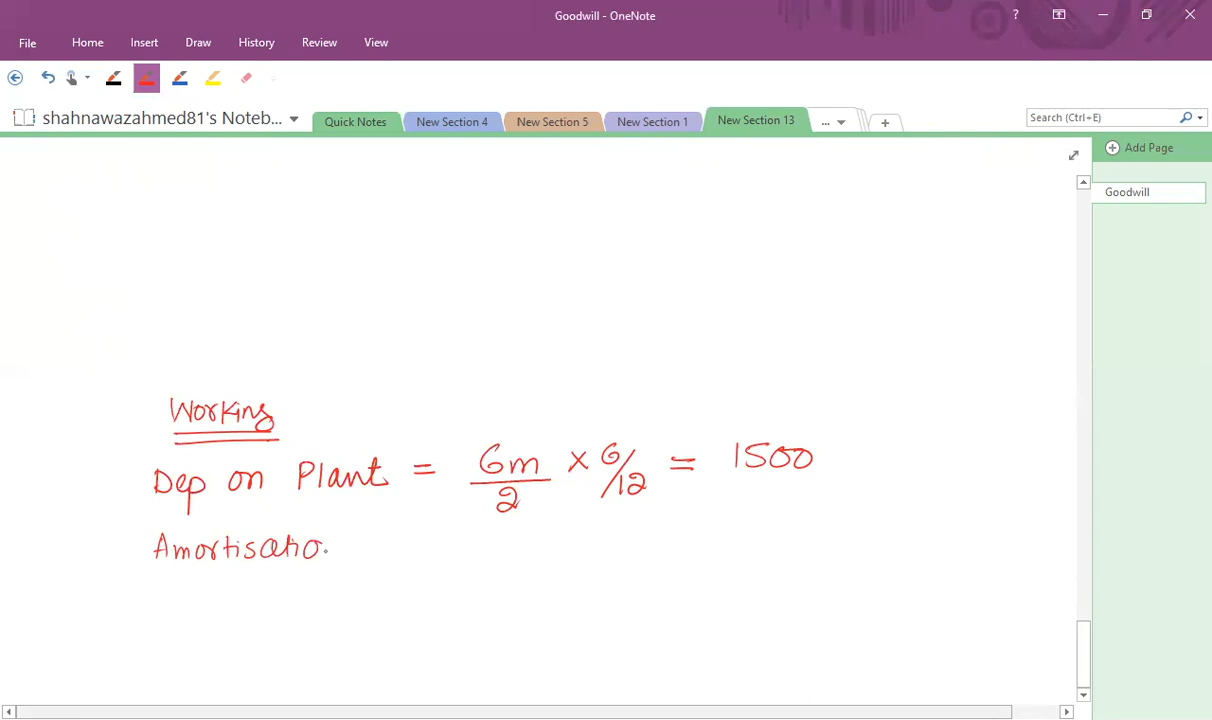 Goodwill - OneNote
?
File Home Insert Draw History Review View
shahnawazahmed81's Noteb... Quick Notes New Section 4 New Section 5 New Section 1 New Section 13 ... + Search (Ctrl+E)
Add Page
Goodwill
Working
Dep on Plant = 6m/2 × 6/12 = 1500
Amortisatio